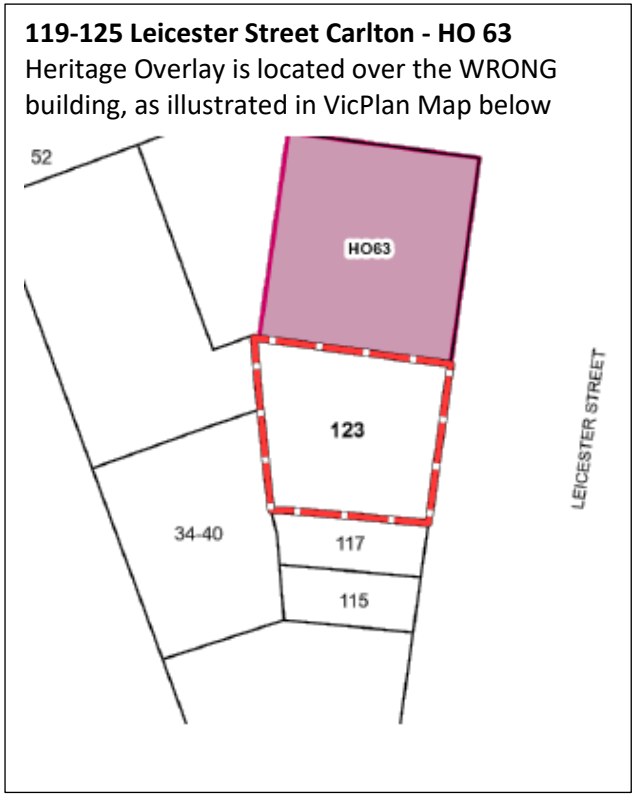 119-125 Leicester Street Carlton - HO 63
Heritage Overlay is located over the WRONG
building, as illustrated in VicPlan Map below
52
HO63
LEICESTER STREET
123
34-40
117
115